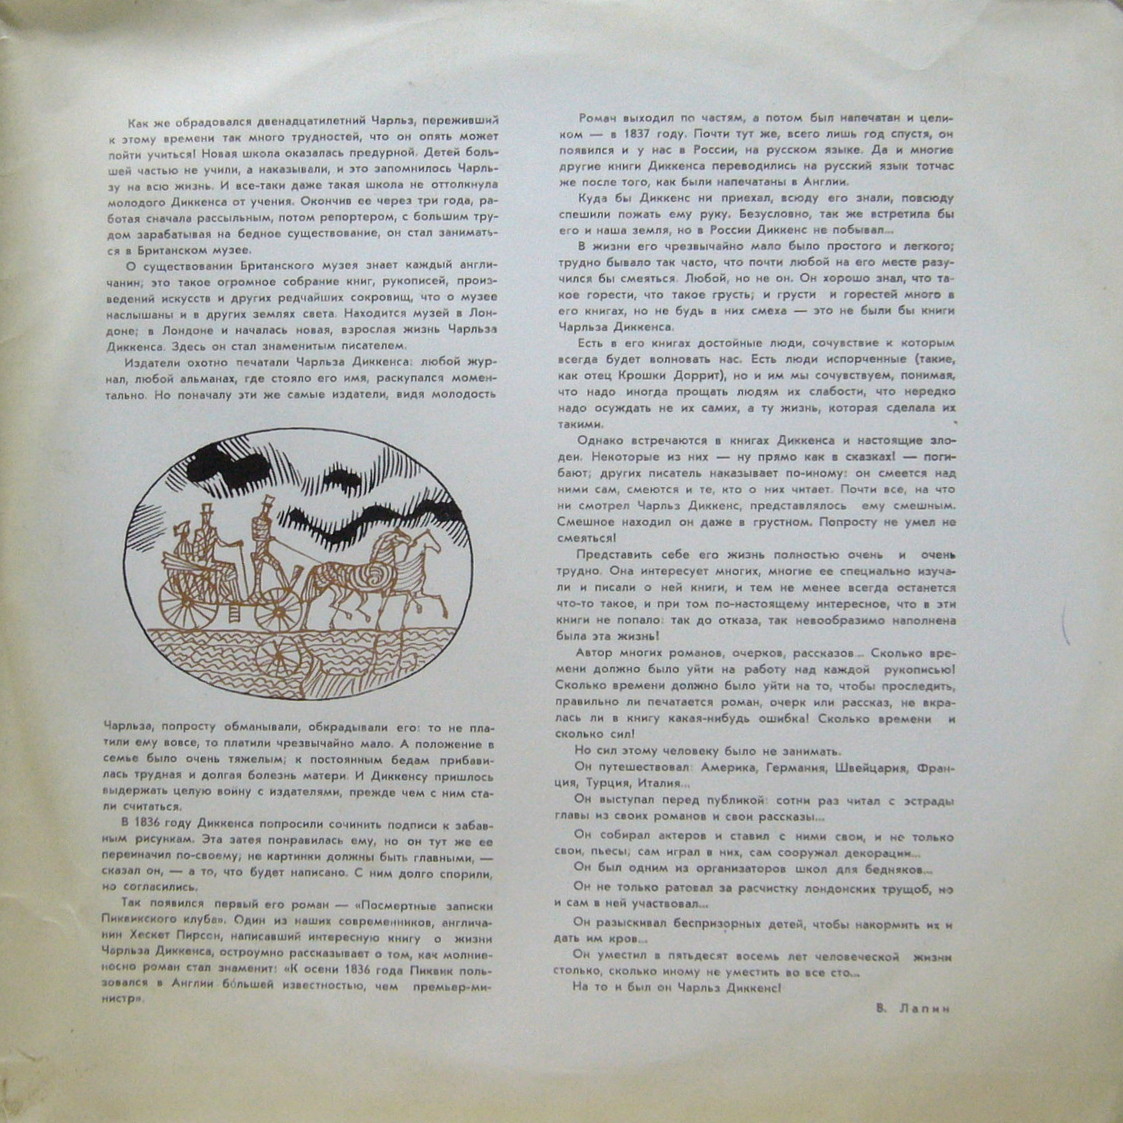 Как же обрадовался двенадцатилетний Чарльз, переживший
к этому времени так много трудностей, что он опять может
пойти учиться! Новая школа оказалась предурной. Детей боль-
шей частью не учили, а наказывали, и это запомнилось Чарль-
зу на всю жизнь. И все-таки даже такая школа не оттолкнула
молодого Диккенса от учения. Окончив ее через три года, ра-
ботая сначала рассыльным, потом репортером, с большим тру-
дом зарабатывая на бедное существование, он стал занимать-
ся в Британском музее.
О существовании Британского музея знает каждый англи-
чанин; это такое огромное собрание книг, рукописей, произ-
ведений искусств и других редчайших сокровищ, что о музее
наслышаны и в других землях света. Находится музей в Лон-
доне; в Лондоне и началась новая, взрослая жизнь Чарльза
Диккенса. Здесь он стал знаменитым писателем.
Издатели охотно печатали Чарльза Диккенса: любой жур-
нал, любой альманах, где стояло его имя, раскупался момен-
тально. Но поначалу эти же самые издатели, видя молодость
Чарльза, попросту обманывали, обкрадывали его: то не пла-
тили ему вовсе, то платили чрезвычайно мало. А положение в
семье было очень тяжелым; к постоянным бедам прибави-
лась трудная и долгая болезнь матери. И Диккенсу пришлось
выдержать целую войну с издателями, прежде чем с ним ста-
ли считаться.
В 1836 году Диккенса попросили сочинить подписи к забав-
ным рисункам. Эта затея понравилась ему, но он тут же ее
переиначил по-своему; не картинки должны быть главными, —
сказал он, — а то, что будет написано. С ним долго спорили,
но согласились.
Так появился первый его роман — «Посмертные записки
Пиквикского клуба». Один из наших современников, англича-
нин Хескет Пирсон, написавший интересную книгу о жизни
Чарльза Диккенса, остроумно рассказывает о том, как молние-
носно роман стал знаменит: «К осени 1836 года Пиквик поль-
зовался в Англии бо́льшей известностью, чем премьер-ми-
нистр».
Роман выходил по частям, а потом был напечатан и цели-
ком — в 1837 году. Почти тут же, всего лишь год спустя, он
появился и у нас в России, на русском языке. Да и многие
другие книги Диккенса переводились на русский язык тотчас
же после того, как были напечатаны в Англии.
Куда бы Диккенс ни приехал, всюду его знали, повсюду
спешили пожать ему руку. Безусловно, так же встретила бы
его и наша земля, но в России Диккенс не побывал...
В жизни его чрезвычайно мало было простого и легкого;
трудно бывало так часто, что почти любой на его месте разу-
чился бы смеяться. Любой, но не он. Он хорошо знал, что та-
кое горести, что такое грусть; и грусти и горестей много в
его книгах, но не будь в них смеха — это не были бы книги
Чарльза Диккенса.
Есть в его книгах достойные люди, сочувствие к которым
всегда будет волновать нас. Есть люди испорченные (такие,
как отец Крошки Доррит), но и им мы сочувствуем, понимая,
что надо иногда прощать людям их слабости, что нередко
надо осуждать не их самих, а ту жизнь, которая сделала их
такими.
Однако встречаются в книгах Диккенса и настоящие зло-
деи. Некоторые из них — ну прямо как в сказках! — поги-
бают; других писатель наказывает по-иному: он смеется над
ними сам, смеются и те, кто о них читает. Почти все, на что
ни смотрел Чарльз Диккенс, представлялось ему смешным.
Смешное находил он даже в грустном. Попросту не умел не
смеяться!
Представить себе его жизнь полностью очень и очень
трудно. Она интересует многих, многие ее специально изуча-
ли и писали о ней книги, и тем не менее всегда останется
что-то такое, и при том по-настоящему интересное, что в эти
книги не попало: так до отказа, так невообразимо наполнена
была эта жизнь!
Автор многих романов, очерков, рассказов... Сколько вре-
мени должно было уйти на работу над каждой рукописью!
Сколько времени должно было уйти на то, чтобы проследить,
правильно ли печатается роман, очерк или рассказ, не вкра-
лась ли в книгу какая-нибудь ошибка! Сколько времени и
сколько сил!
Но сил этому человеку было не занимать.
Он путешествовал: Америка, Германия, Швейцария, Фран-
ция, Турция, Италия...
Он выступал перед публикой: сотни раз читал с эстрады
главы из своих романов и свои рассказы...
Он собирал актеров и ставил с ними свои, и не только
свои, пьесы; сам играл в них, сам сооружал декорации...
Он был одним из организаторов школ для бедняков...
Он не только ратовал за расчистку лондонских трущоб, но
и сам в ней участвовал...
Он разыскивал беспризорных детей, чтобы накормить их и
дать им кров...
Он уместил в пятьдесят восемь лет человеческой жизни
столько, сколько иному не уместить во все сто...
На то и был он Чарльз Диккенс!
В. Лапин